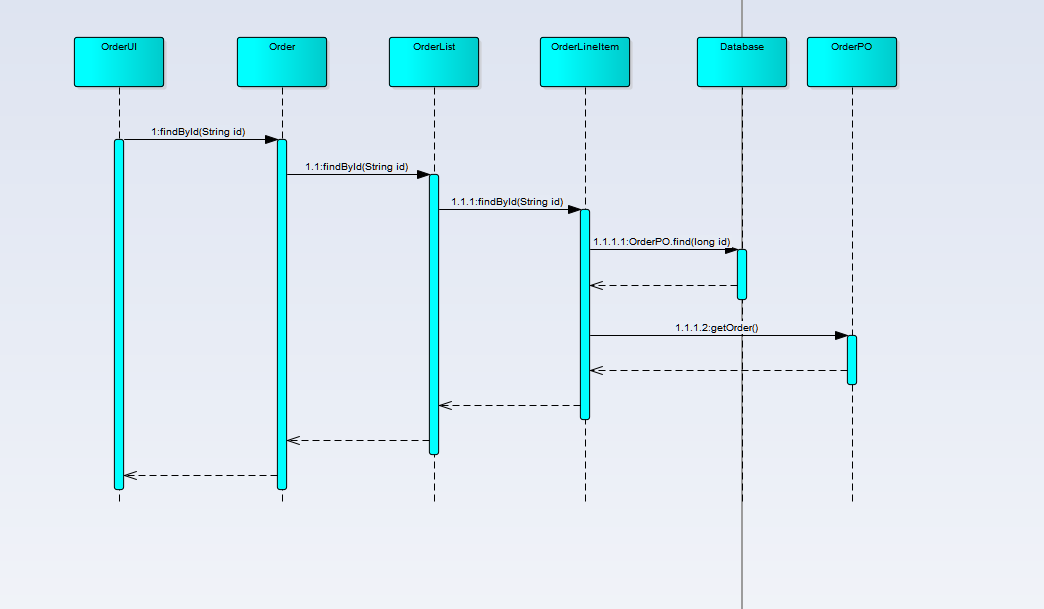 OrderUI
Order
OrderList
OrderLineItem
Database
OrderPO
1:findById(String id)
1.1:findById(String id)
1.1.1:findById(String id)
1.1.1.1:OrderPO.find(long id)
1.1.1.2:getOrder()